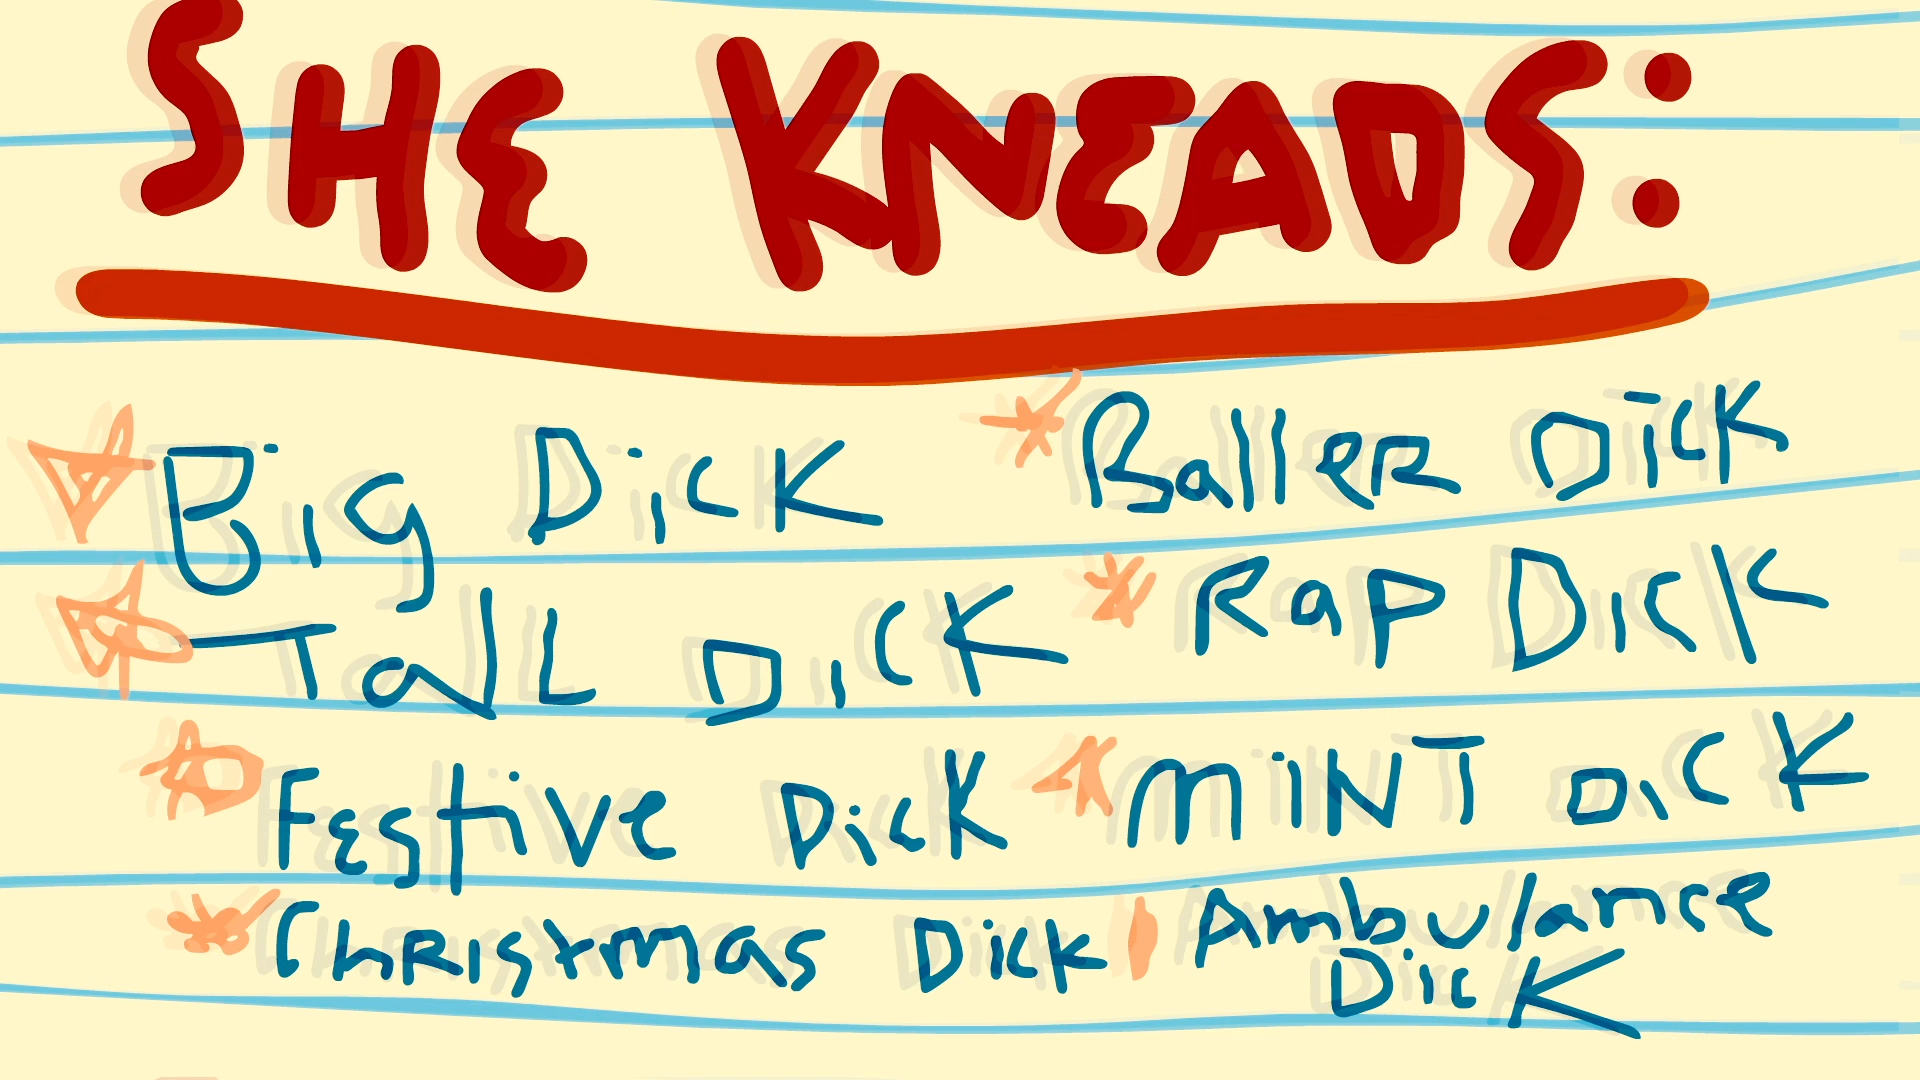 SHE KNEADS:
Big Dick
Tall Dick
Festive Dick
Christmas Dick
Baller Dick
Rap Dick
MiNT DicK
Ambulance
Dick